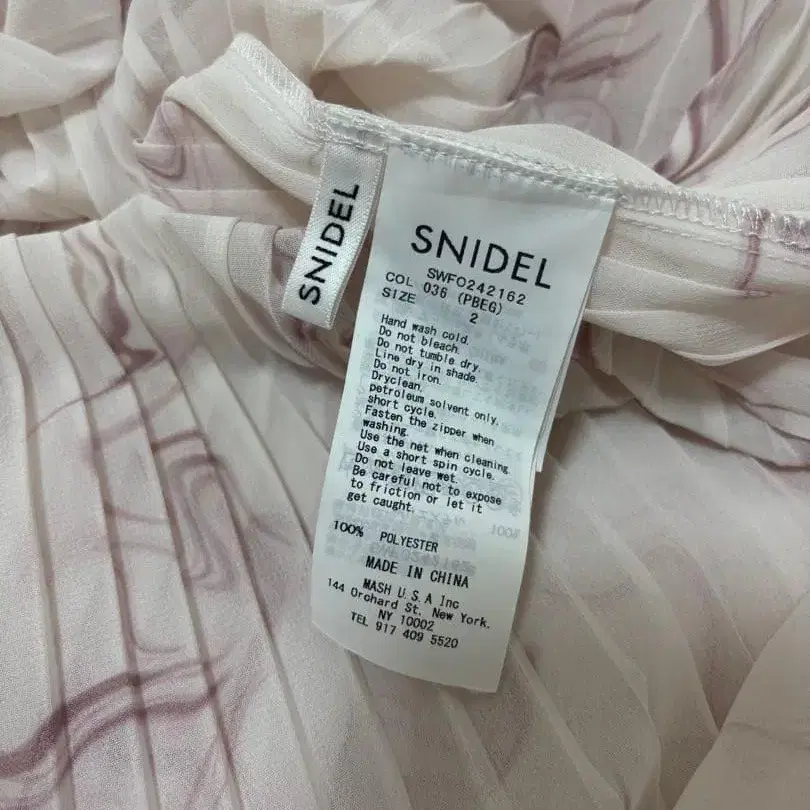 SNIDEL
SNIDEL
SWFO242162
COL 036 (PBEG)
SIZE 2
Hand wash cold.
Do not bleach.
Do not tumble dry.
Line dry in shade.
Do not iron.
Dryclean,
petroleum solvent only,
short cycle.
Fasten the zipper when
washing.
Use the net when cleaning.
Use a short spin cycle.
Do not leave wet.
Be careful not to expose
to friction or let it
get caught.
100% POLYESTER
MADE IN CHINA
MASH U.S.A Inc
144 Orchard St. New York.
NY 10002
TEL 917 409 5520